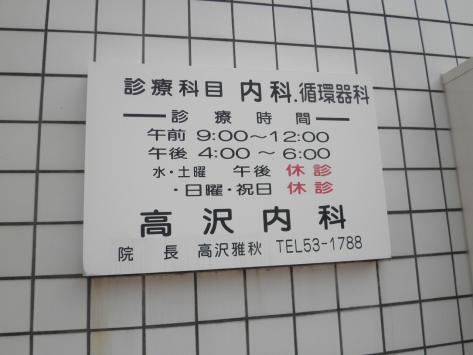 診療科目 内科.循環器科
診療時間
午前 9:00〜12:00
午後 4:00〜6:00
水・土曜 午後 休診
・日曜・祝日 休診
高沢内科
院長 高沢雅秋 TEL53-1788